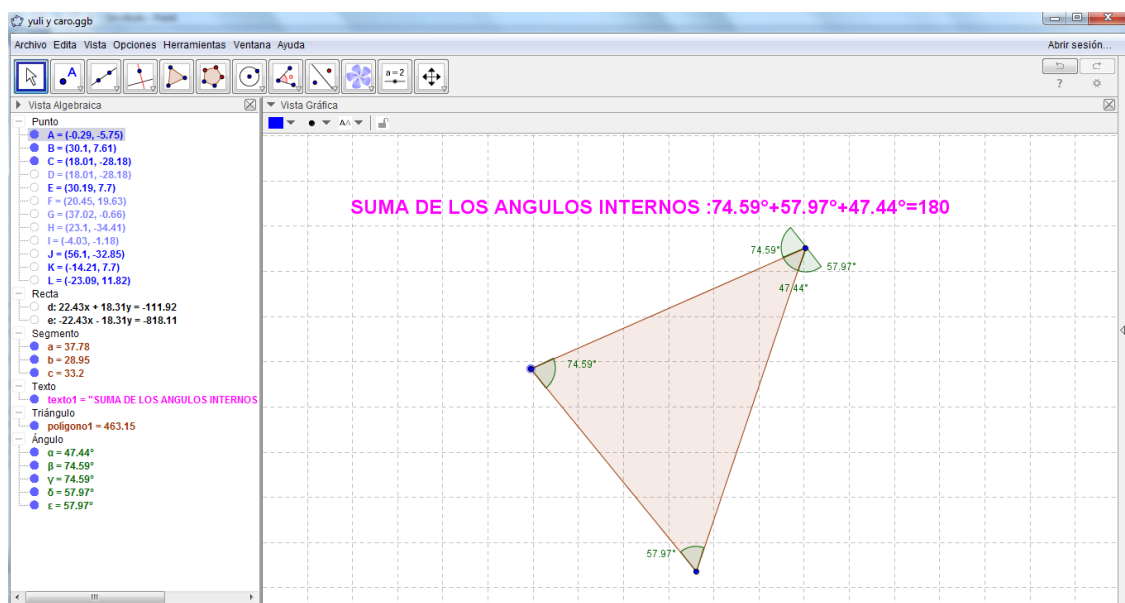 yuli y caro.ggb
Archivo Edita Vista Opciones Herramientas Ventana Ayuda
Abrir sesión...
A
α
a=2
?
Vista Algebraica
Vista Gráfica
AA
Punto
A = (-0.29, -5.75)
B = (30.1, 7.61)
C = (18.01, -28.18)
D = (18.01, -28.18)
E = (30.19, 7.7)
F = (20.45, 19.63)
G = (37.02, -0.66)
H = (23.1, -34.41)
I = (-4.03, -1.18)
J = (56.1, -32.85)
K = (-14.21, 7.7)
L = (-23.09, 11.82)
Recta
d: 22.43x + 18.31y = -111.92
e: -22.43x - 18.31y = -818.11
Segmento
a = 37.78
b = 28.95
c = 33.2
Texto
texto1 = "SUMA DE LOS ANGULOS INTERNOS
Triángulo
poligono1 = 463.15
Ángulo
α = 47.44°
β = 74.59°
γ = 74.59°
δ = 57.97°
ε = 57.97°
SUMA DE LOS ANGULOS INTERNOS :74.59º+57.97º+47.44º=180
74.59°
57.97°
47.44°
74.59°
57.97°